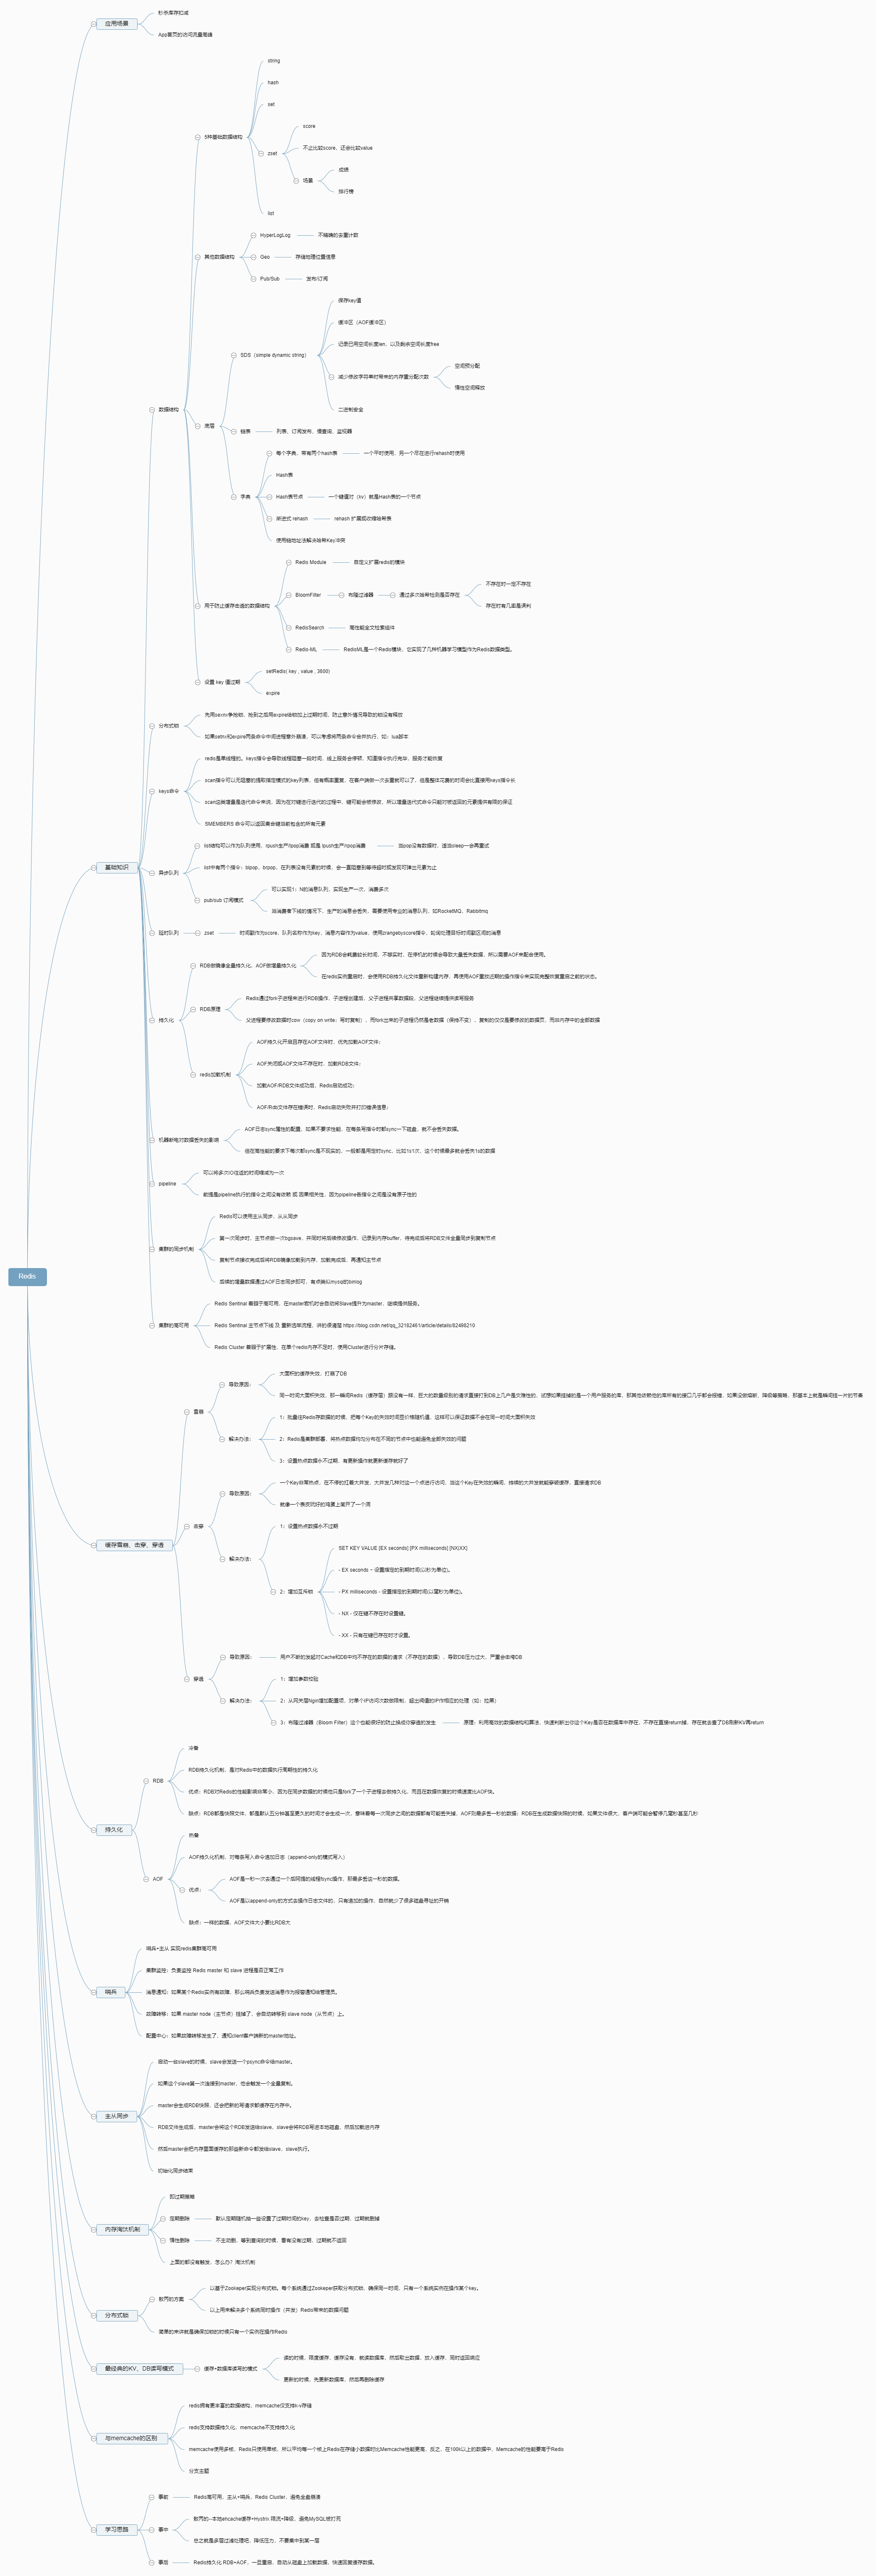 Redis
应用场景
秒杀库存扣减
App首页的访问流量高峰
基础知识
数据结构
5种基础数据结构
string
hash
set
zset
score
不止比较score，还会比较value
场景
成绩
排行榜
list
其他数据结构
HyperLogLog
不精确的去重计数
Geo
存储地理位置信息
Pub/Sub
发布/订阅
底层
SDS（simple dynamic string）
保存key值
缓冲区（AOF缓冲区）
记录已用空间长度len，以及剩余空间长度free
减少修改字符串时带来的内存重分配次数
空间预分配
惰性空间释放
二进制安全
链表
列表、订阅发布、慢查询、监视器
字典
每个字典，带有两个hash表
一个平时使用，另一个尽在进行rehash时使用
Hash表
Hash表节点
一个键值对（kv）就是Hash表的一个节点
渐进式 rehash
rehash 扩展或收缩哈希表
使用链地址法解决哈希Key冲突
用于防止缓存击透的数据结构
Redis Module
自定义扩展redis的模块
BloomFilter
布隆过滤器
通过多次哈希检测是否存在
不存在时一定不存在
存在时有几率是误判
RedisSearch
高性能全文检索组件
Redis-ML
RedisML是一个Redis模块，它实现了几种机器学习模型作为Redis数据类型。
设置 key 值过期
setRedis( key , value , 3600)
expire
分布式锁
先用sexnx争抢锁，抢到之后用expire给锁加上过期时间，防止意外情况导致的锁没有释放
如果setnx和expire两条命令中间进程意外崩溃，可以考虑将两条命令合并执行，如：lua脚本
keys命令
redis是单线程的。keys指令会导致线程阻塞一段时间，线上服务会停顿，知道指令执行完毕，服务才能恢复
scan指令可以无阻塞的提取指定模式的key列表，但有概率重复，在客户端做一次去重就可以了，但是整体花费的时间会比直接用keys指令长
scan这类增量是迭代命令来说，因为在对键进行迭代的过程中，键可能会被修改，所以增量迭代式命令只能对被返回的元素提供有限的保证
SMEMBERS 命令可以返回集合键当前包含的所有元素
异步队列
list结构可以作为队列使用，rpush生产/lpop消费 或是 lpush生产/rpop消费
当pop没有数据时，适当sleep一会再重试
list中有两个指令：blpop、brpop，在列表没有元素的时候，会一直阻塞到等待超时或发现可弹出元素为止
pub/sub 订阅模式
可以实现1：N的消息队列，实现生产一次，消费多次
当消费者下线的情况下，生产的消息会丢失，需要使用专业的消息队列，如RocketMQ、Rabbitmq
延时队列
zset
时间戳作为score，队列名称作为key，消息内容作为value，使用zrangebyscore指令，轮询处理目标时间戳区间的消息
持久化
RDB做镜像全量持久化，AOF做增量持久化
因为RDB会耗费较长时间，不够实时，在停机的时候会导致大量丢失数据，所以需要AOF来配合使用。
在redis实例重启时，会使用RDB持久化文件重新构建内存，再使用AOF重放近期的操作指令来实现完整恢复重启之前的状态。
RDB原理
Redis通过fork子进程来进行RDB操作，子进程创建后，父子进程共享数据段，父进程继续提供读写服务
父进程要修改数据时cow（copy on write：写时复制），而fork出来的子进程仍然是老数据（保持不变），复制的仅仅是要修改的数据页，而非内存中的全部数据
redis加载机制
AOF持久化开启且存在AOF文件时，优先加载AOF文件；
AOF关闭或AOF文件不存在时，加载RDB文件；
加载AOF/RDB文件成功后，Redis启动成功；
AOF/Rdb文件存在错误时，Redis启动失败并打印错误信息；
机器断电对数据丢失的影响
AOF日志sync属性的配置，如果不要求性能，在每条写指令时都sync一下磁盘，就不会丢失数据。
但在高性能的要求下每次都sync是不现实的，一般都是用定时sync，比如1s1次，这个时候最多就会丢失1s的数据
pipeline
可以将多次IO往返的时间缩减为一次
前提是pipeline执行的指令之间没有依赖 或 因果相关性，因为pipeline各指令之间是没有原子性的
集群的同步机制
Redis可以使用主从同步，从从同步
第一次同步时，主节点做一次bgsave，并同时将后续修改操作，记录到内存buffer，待完成后将RDB文件全量同步到复制节点
复制节点接收完成后将RDB镜像加载到内存，加载完成后，再通知主节点
后续的增量数据通过AOF日志同步即可，有点类似mysql的binlog
集群的高可用
Redis Sentinal 着眼于高可用，在master宕机时会自动将Slave提升为master，继续提供服务。
Redis Sentinal 主节点下线 及 重新选举流程，讲的很清楚 https://blog.csdn.net/qq_32182461/article/details/82498210
Redis Cluster 着眼于扩展性，在单个redis内存不足时，使用Cluster进行分片存储。
缓存雪崩、击穿、穿透
雪崩
导致原因：
大面积的缓存失效，打崩了DB
同一时间大面积失效，那一瞬间Redis（缓存层）跟没有一样，巨大的数量级别的请求直接打到DB上几乎是灾难性的，试想如果挂掉的是一个用户服务的库，那其他依赖他的库所有的接口几乎都会报错，如果没做熔断、降级等策略，那基本上就是瞬间挂一片的节奏
解决办法：
1：批量往Redis存数据的时候，把每个Key的失效时间否价格随机值，这样可以保证数据不会在同一时间大面积失效
2：Redis是集群部署，将热点数据均匀分布在不同的节点中也能避免全部失效的问题
3：设置热点数据永不过期，有更新操作就更新缓存就好了
击穿
导致原因：
一个Key非常热点，在不停的扛着大并发，大并发几种对这一个点进行访问，当这个Key在失效的瞬间，持续的大并发就能穿破缓存，直接请求DB
就像一个表皮完好的鸡蛋上凿开了一个洞
解决办法：
1：设置热点数据永不过期
2：增加互斥锁
SET KEY VALUE [EX seconds] [PX milliseconds] [NX|XX]
- EX seconds − 设置指定的到期时间(以秒为单位)。
- PX milliseconds - 设置指定的到期时间(以毫秒为单位)。
- NX - 仅在键不存在时设置键。
- XX - 只有在键已存在时才设置。
穿透
导致原因：
用户不断的发起对Cache和DB中均不存在的数据的请求（不存在的数据），导致DB压力过大，严重会击垮DB
解决办法：
1：增加参数校验
2：从网关层Ngin增加配置项，对单个IP访问次数做限制，超出阈值的IP作相应的处理（如：拉黑）
3：布隆过滤器（Bloom Filter）这个也能很好的防止换成你穿透的发生
原理：利用高效的数据结构和算法，快速判断出你这个Key是否在数据库中存在，不存在直接return掉，存在就去查了DB刷新KV再return
持久化
RDB
冷备
RDB持久化机制，是对Redis中的数据执行周期性的持久化
优点：RDB对Redis的性能影响非常小，因为在同步数据的时候他只是fork了一个子进程去做持久化，而且在数据恢复的时候速度比AOF快。
缺点：RDB都是快照文件，都是默认五分钟甚至更久的时间才会生成一次，意味着每一次同步之间的数据都有可能丢失掉，AOF则最多丢一秒的数据；RDB在生成数据快照的时候，如果文件很大，客户端可能会暂停几毫秒甚至几秒
AOF
热备
AOF持久化机制，对每条写入命令追加日志（append-only的模式写入）
优点：
AOF是一秒一次去通过一个后网络的线程fsync操作，那最多丢这一秒的数据。
AOF是以append-only的方式去操作日志文件的，只有追加的操作，自然就少了很多磁盘寻址的开销
缺点：一样的数据，AOF文件大小要比RDB大
哨兵
哨兵+主从 实现redis集群高可用
集群监控：负责监控 Redis master 和 slave 进程是否正常工作
消息通知：如果某个Redis实例有故障，那么哨兵负责发送消息作为报警通知给管理员。
故障转移：如果 master node（主节点）挂掉了，会自动转移到 slave node（从节点）上。
配置中心：如果故障转移发生了，通知client客户端新的master地址。
主从同步
启动一台slave的时候，slave会发送一个psync命令给master。
如果这个slave第一次连接到master，他会触发一个全量复制。
master会生成RDB快照，还会把新的写请求都缓存在内存中。
RDB文件生成后，master会将这个RDB发送给slave，slave会将RDB写进本地磁盘，然后加载进内存
然后master会把内存里面缓存的那些新命令都发给slave，slave执行。
初始化同步结束
内存淘汰机制
即过期策略
定期删除
默认定期随机抽一些设置了过期时间的key，去检查是否过期，过期就删掉
惰性删除
不主动删，等到查询的时候，看有没有过期，过期就不返回
上面的都没有触发，怎么办？淘汰机制
分布式锁
敖丙的方案
以基于Zookeper实现分布式锁。每个系统通过Zookeper获取分布式锁，确保同一时间，只有一个系统实例在操作某个key。
以上用来解决多个系统同时操作（并发）Redis带来的数据问题
简单的来讲就是确保加锁的时候只有一个实例在操作Redis
最经典的KV、DB读写模式
缓存+数据库读写的模式
读的时候，限度缓存，缓存没有，就读数据库，然后取出数据，放入缓存，同时返回响应
更新的时候，先更新数据库，然后再删除缓存
与memcache的区别
redis拥有更丰富的数据结构，memcache仅支持k-v存储
redis支持数据持久化，memcache不支持持久化
memcache使用多核，Redis只使用单核，所以平均每一个核上Redis在存储小数据时比Memcache性能更高，反之，在100k以上的数据中，Memcache的性能要高于Redis
分支主题
学习思路
事前
Redis高可用，主从+哨兵，Redis Cluster，避免全盘崩溃
事中
敖丙的--本地ehcache缓存+Hystrix 限流+降级，避免MySQL被打死
总之就是多层过滤处理吧，降低压力，不要集中到某一层
事后
Redis持久化 RDB+AOF，一旦重启，自动从磁盘上加载数据，快速恢复缓存数据。